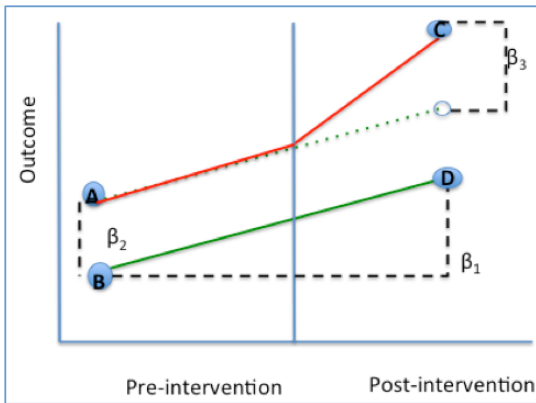 C
β3
Outcome
A
D
β2
B
β1
Pre-intervention
Post-intervention